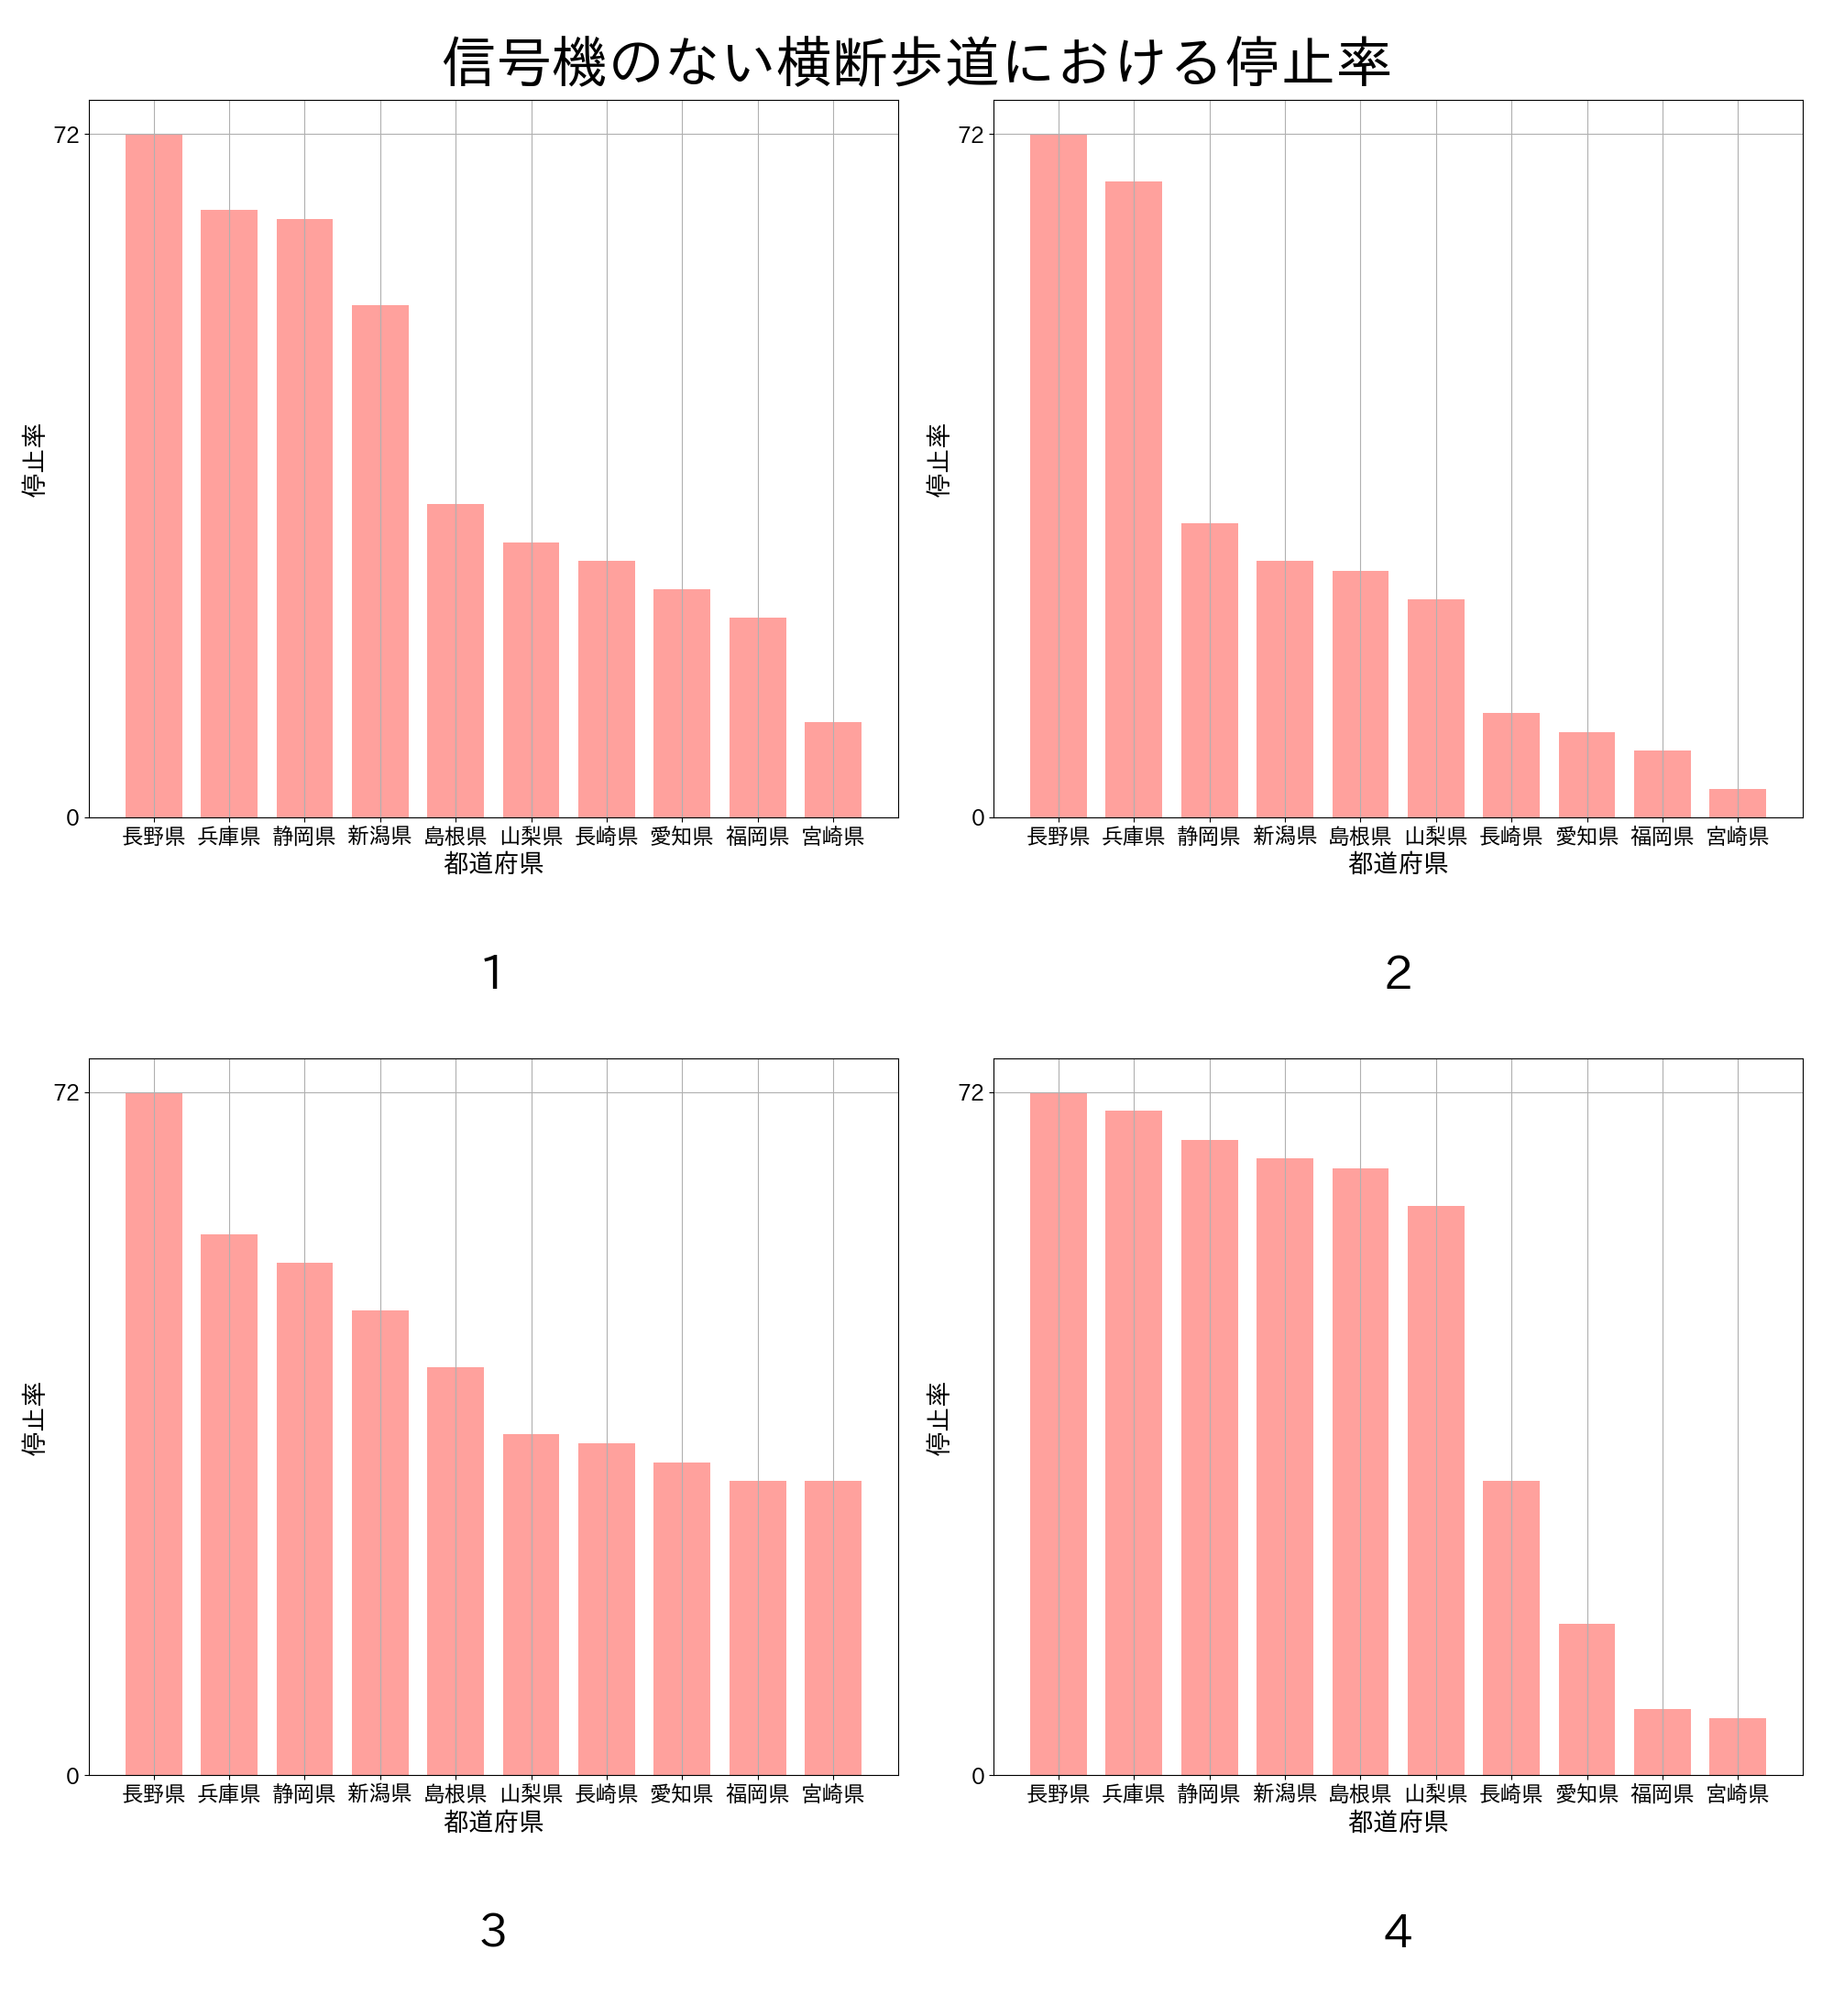 信号機のない横断歩道における停止率
72
停止率
0
長野県 兵庫県 静岡県 新潟県 島根県 山梨県 長崎県 愛知県 福岡県 宮崎県
都道府県
1
72
停止率
0
長野県 兵庫県 静岡県 新潟県 島根県 山梨県 長崎県 愛知県 福岡県 宮崎県
都道府県
2
72
停止率
0
長野県 兵庫県 静岡県 新潟県 島根県 山梨県 長崎県 愛知県 福岡県 宮崎県
都道府県
3
72
停止率
0
長野県 兵庫県 静岡県 新潟県 島根県 山梨県 長崎県 愛知県 福岡県 宮崎県
都道府県
4